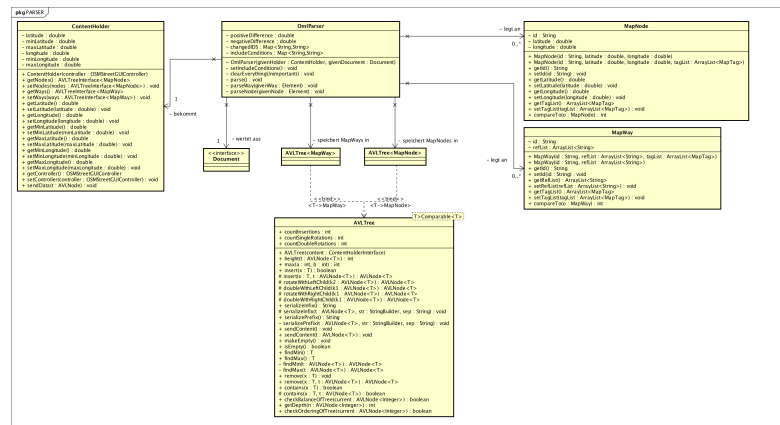 pkg PARSER
ContentHolder
- latitude : double
- minLatitude : double
- maxLatitude : double
- longitude : double
- minLongitude : double
- maxLongitude : double
+ ContentHolder(controller : OSMStreetGUIController)
+ getNodes() : AVLTreeInterface<MapNode>
+ setNodes(nodes : AVLTreeInterface<MapNode>) : void
+ getWays() : AVLTreeInterface<MapWay>
+ setWays(ways : AVLTreeInterface<MapWay>) : void
+ getLatitude() : double
+ setLatitude(latitude : double) : void
+ getLongitude() : double
+ setLongitude(longitude : double) : void
+ getMinLatitude() : double
+ setMinLatitude(minLatitude : double) : void
+ getMaxLatitude() : double
+ setMaxLatitude(maxLatitude : double) : void
+ getMinLongitude() : double
+ setMinLongitude(minLongitude : double) : void
+ getMaxLongitude() : double
+ setMaxLongitude(maxLongitude : double) : void
+ getController() : OSMStreetGUIController
+ setController(controller : OSMStreetGUIController) : void
+ sendData() : AVLNode) : void
OmlParser
- positiveDifference : double
- negativeDifference : double
- changedIDS : Map<String,String>
- includeConditions : Map<String,String>
- OmlParser(givenHolder : ContentHolder, givenDocument : Document)
- setIncludeConditions() : void
- clearEverythingUnimportant() : void
- parse() : void
- parseWay(givenWay : Element) : void
- parseNode(givenNode : Element) : void
MapNode
- id : String
- latitude : double
- longitude : double
+ MapNode(id : String, latitude : double, longitude : double)
+ MapNode(id : String, latitude : double, longitude : double, tagList : ArrayList<MapTag>)
+ getId() : String
+ setId(id : String) : void
+ getLatitude() : double
+ setLatitude(latitude : double) : void
+ getLongitude() : double
+ setLongitude(longitude : double) : void
+ getTagList() : ArrayList<MapTag>
+ setTagList(tagList : ArrayList<MapTag>) : void
+ compareTo(o : MapNode) : int
MapWay
- id : String
- refList : ArrayList<String>
+ MapWay(id : String, refList : ArrayList<String>, tagList : ArrayList<MapTag>)
+ MapWay(id : String, refList : ArrayList<String>) : void
+ getId() : String
+ setId(id : String) : void
+ getRefList() : ArrayList<String>
+ setRefList(refList : ArrayList<String>) : void
+ getTagList() : ArrayList<MapTag>
+ setTagList(tagList : ArrayList<MapTag>) : void
+ compareTo(o : MapWay) : int
- legt an
0..*
- legt an
0..*
1
- bekommt
1
- wertet aus
- speichert MapWays in
- speichert MapNodes in
<<interface>>
Document
AVLTree<MapWay>
AVLTree<MapNode>
<<bind>>
<T->MapWay>
<<bind>>
<T->MapNode>
T>Comparable<T>
AVLTree
+ countInsertions : int
+ countSingleRotations : int
+ countDoubleRotations : int
+ AVLTree(content : ContentHolderInterface)
+ height(t : AVLNode<T>) : int
+ max(a : int, b : int) : int
+ insert(x : T) : boolean
# insert(x : T, t : AVLNode<T>) : AVLNode<T>
# rotateWithLeftChild(k2 : AVLNode<T>) : AVLNode<T>
# doubleWithLeftChild(k3 : AVLNode<T>) : AVLNode<T>
# rotateWithRightChild(k1 : AVLNode<T>) : AVLNode<T>
# doubleWithRightChild(k1 : AVLNode<T>) : AVLNode<T>
+ serializeInfix() : String
# serializeInfix(t : AVLNode<T>, str : StringBuilder, sep : String) : void
+ serializePrefix() : String
- serializePrefix(t : AVLNode<T>, str : StringBuilder, sep : String) : void
+ sendContent() : void
+ sendContent(t : AVLNode<T>) : void
+ makeEmpty() : void
+ isEmpty() : boolean
+ findMin() : T
+ findMax() : T
- findMin(t : AVLNode<T>) : AVLNode<T>
- findMax(t : AVLNode<T>) : AVLNode<T>
+ remove(x : T) : void
+ remove(x : T, t : AVLNode<T>) : AVLNode<T>
+ contains(x : T) : boolean
# contains(x : T, t : AVLNode<T>) : boolean
+ checkBalanceOfTree(current : AVLNode<Integer>) : boolean
+ getDepth(n : AVLNode<Integer>) : int
+ checkOrderingOfTree(current : AVLNode<Integer>) : boolean